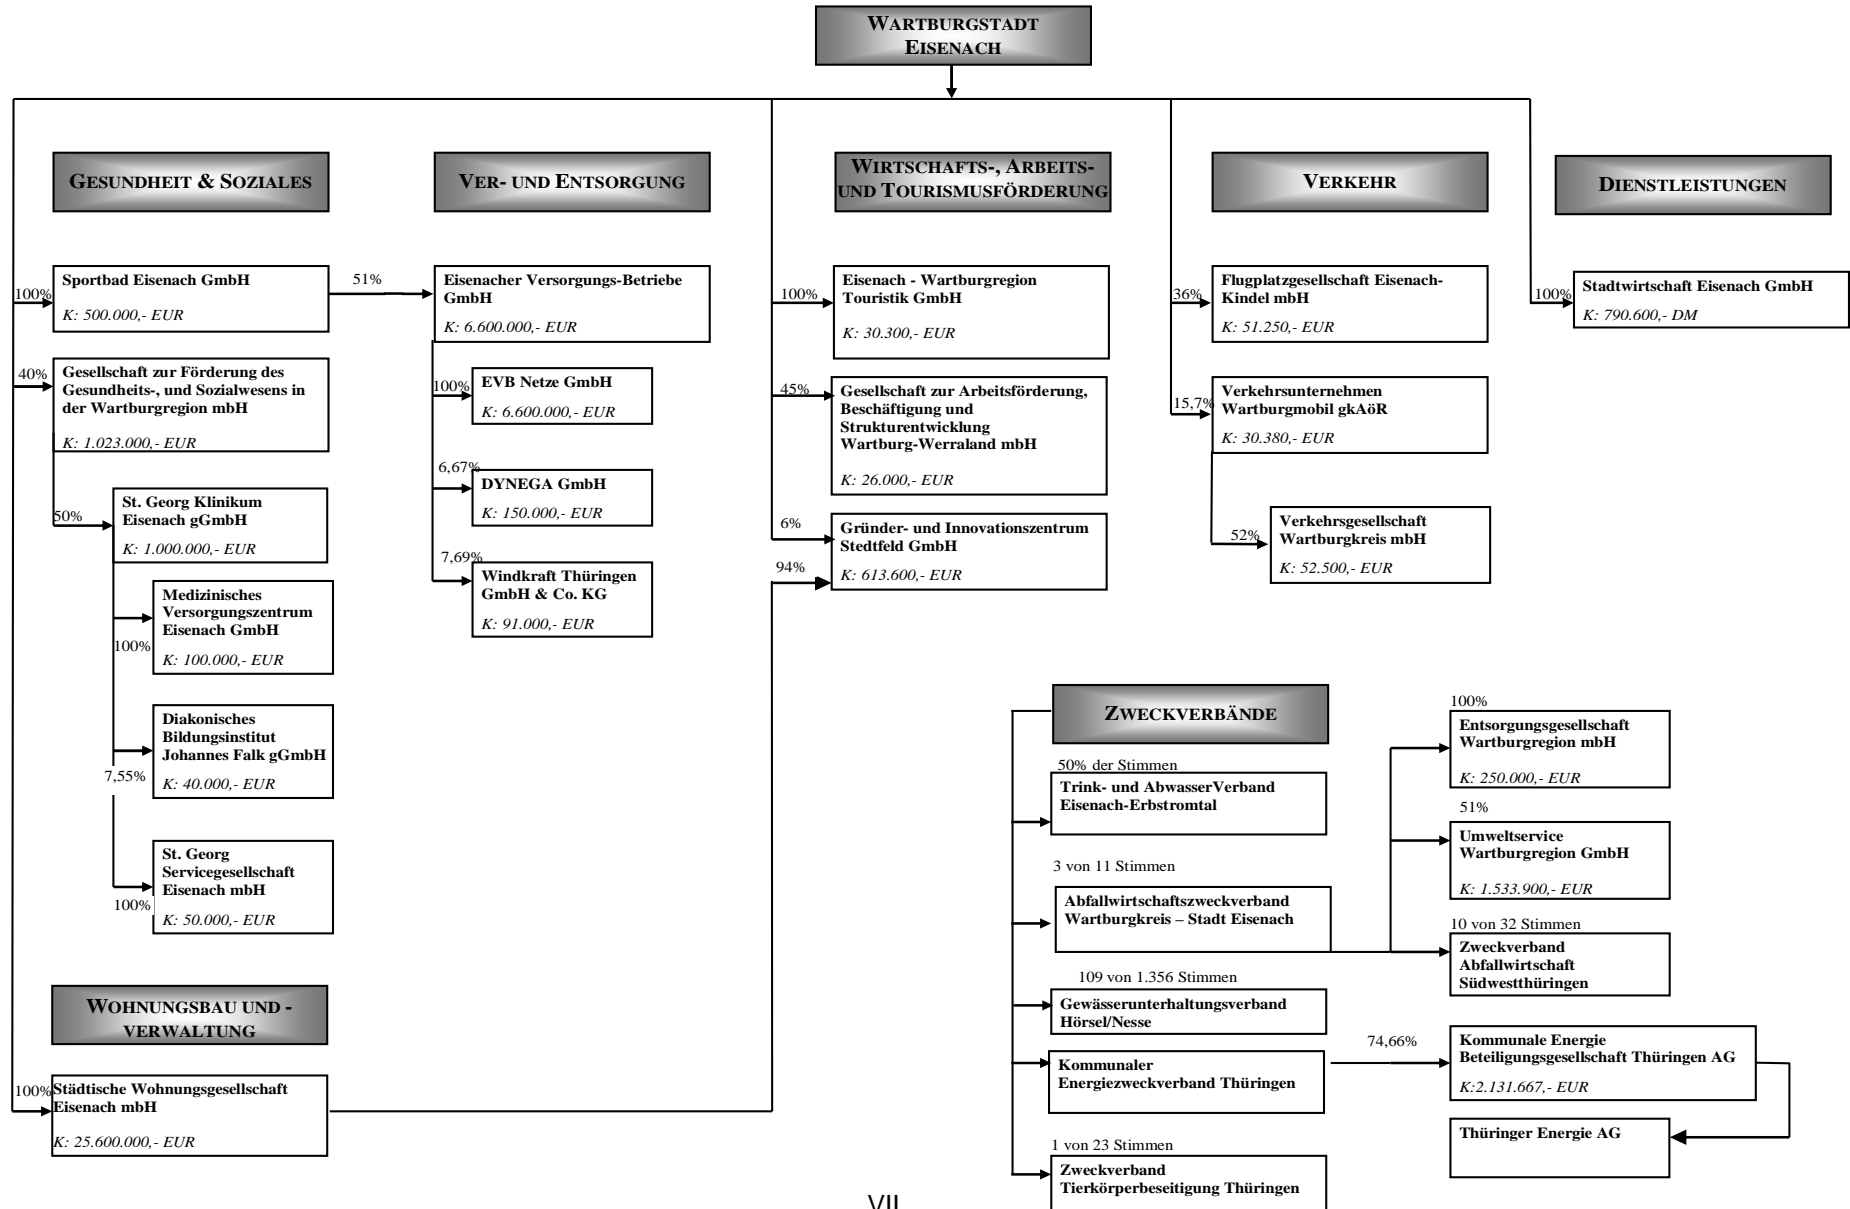 WARTBURGSTADT
EISENACH
GESUNDHEIT & SOZIALES
VER- UND ENTSORGUNG
WIRTSCHAFTS-, ARBEITS-
UND TOURISMUSFÖRDERUNG
VERKEHR
DIENSTLEISTUNGEN
100%
Sportbad Eisenach GmbH
K: 500.000,- EUR
51%
Eisenacher Versorgungs-Betriebe
GmbH
K: 6.600.000,- EUR
100%
Eisenach - Wartburgregion
Touristik GmbH
K: 30.300,- EUR
36%
Flugplatzgesellschaft Eisenach-
Kindel mbH
K: 51.250,- EUR
100%
Stadtwirtschaft Eisenach GmbH
K: 790.600,- DM
40%
Gesellschaft zur Förderung des
Gesundheits-, und Sozialwesens in
der Wartburgregion mbH
K: 1.023.000,- EUR
100%
EVB Netze GmbH
K: 6.600.000,- EUR
45%
Gesellschaft zur Arbeitsförderung,
Beschäftigung und
Strukturentwicklung
Wartburg-Werraland mbH
K: 26.000,- EUR
15,7%
Verkehrsunternehmen
Wartburgmobil gkAöR
K: 30.380,- EUR
6,67%
DYNEGA GmbH
K: 150.000,- EUR
50%
St. Georg Klinikum
Eisenach gGmbH
K: 1.000.000,- EUR
6%
Gründer- und Innovationszentrum
Stedtfeld GmbH
K: 613.600,- EUR
94%
52%
Verkehrsgesellschaft
Wartburgkreis mbH
K: 52.500,- EUR
7,69%
Windkraft Thüringen
GmbH & Co. KG
K: 91.000,- EUR
Medizinisches
Versorgungszentrum
Eisenach GmbH
K: 100.000,- EUR
100%
Diakonisches
Bildungsinstitut
Johannes Falk gGmbH
K: 40.000,- EUR
7,55%
St. Georg
Servicegesellschaft
Eisenach mbH
K: 50.000,- EUR
100%
WOHNUNGSBAU UND -
VERWALTUNG
100%
Städtische Wohnungsgesellschaft
Eisenach mbH
K: 25.600.000,- EUR
ZWECKVERBÄNDE
50% der Stimmen
Trink- und AbwasserVerband
Eisenach-Erbstromtal
3 von 11 Stimmen
Abfallwirtschaftszweckverband
Wartburgkreis – Stadt Eisenach
109 von 1.356 Stimmen
Gewässerunterhaltungsverband
Hörsel/Nesse
Kommunaler
Energiezweckverband Thüringen
1 von 23 Stimmen
Zweckverband
Tierkörperbeseitigung Thüringen
100%
Entsorgungsgesellschaft
Wartburgregion mbH
K: 250.000,- EUR
51%
Umweltservice
Wartburgregion GmbH
K: 1.533.900,- EUR
10 von 32 Stimmen
Zweckverband
Abfallwirtschaft
Südwestthüringen
74,66%
Kommunale Energie
Beteiligungsgesellschaft Thüringen AG
K:2.131.667,- EUR
Thüringer Energie AG
VII